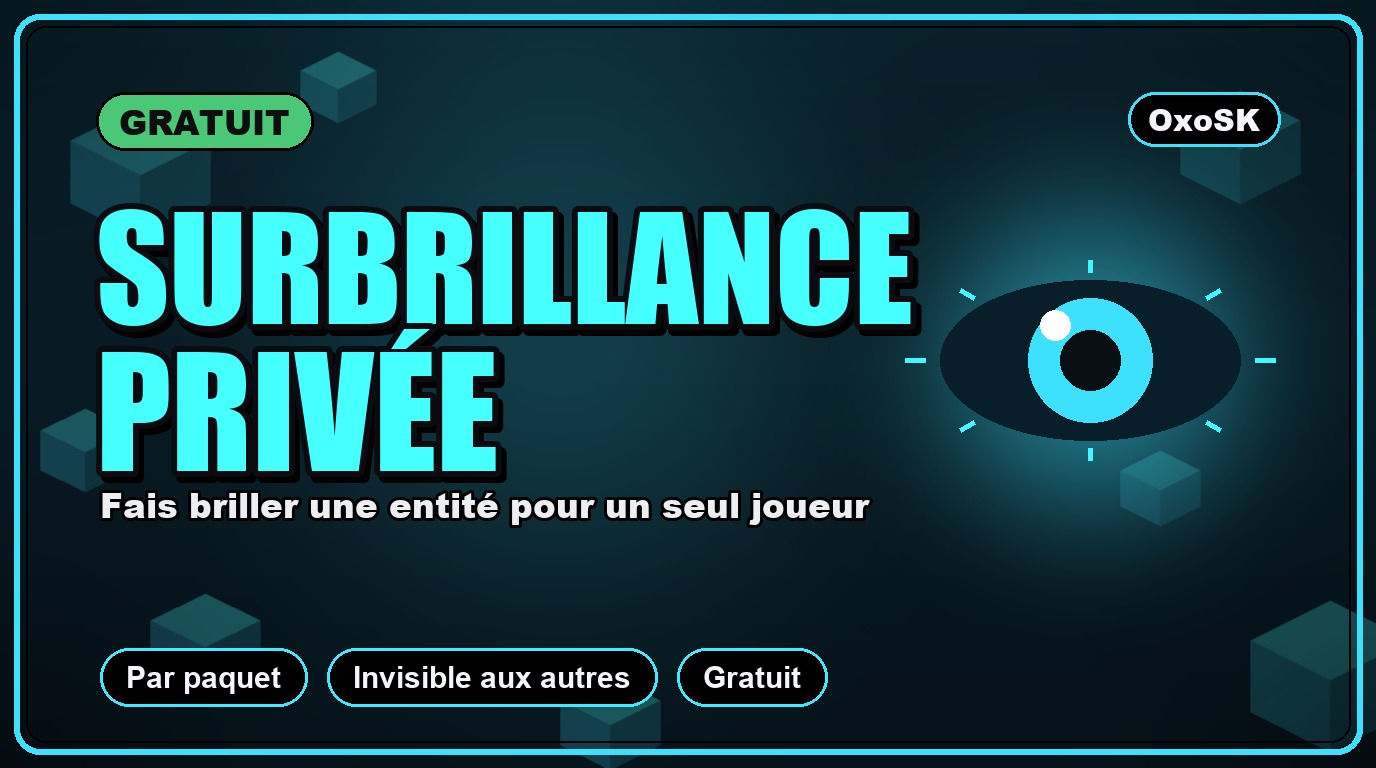 GRATUIT
OxoSK
SURBRILLANCE
PRIVÉE
Fais briller une entité pour un seul joueur
Par paquet
Invisible aux autres
Gratuit